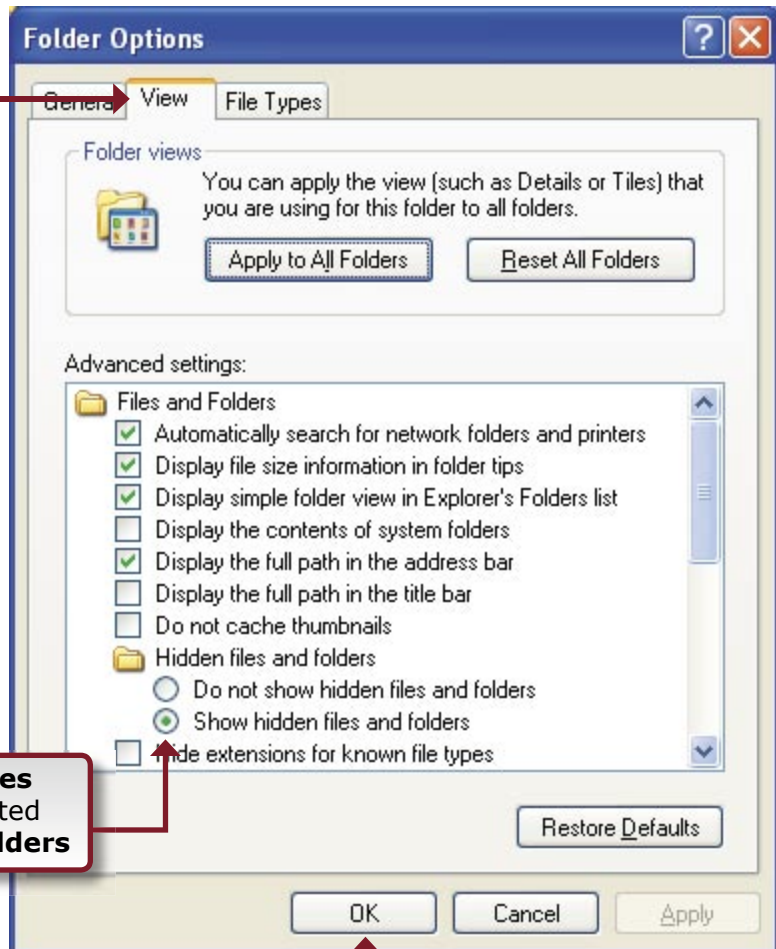 Folder Options
General View File Types
Folder views
You can apply the view (such as Details or Tiles) that
you are using for this folder to all folders.
Apply to All Folders Reset All Folders
Advanced settings:
Files and Folders
Automatically search for network folders and printers
Display file size information in folder tips
Display simple folder view in Explorer's Folders list
Display the contents of system folders
Display the full path in the address bar
Display the full path in the title bar
Do not cache thumbnails
Hidden files and folders
Do not show hidden files and folders
Show hidden files and folders
Hide extensions for known file types
es
ted
lders
Restore Defaults
OK Cancel Apply